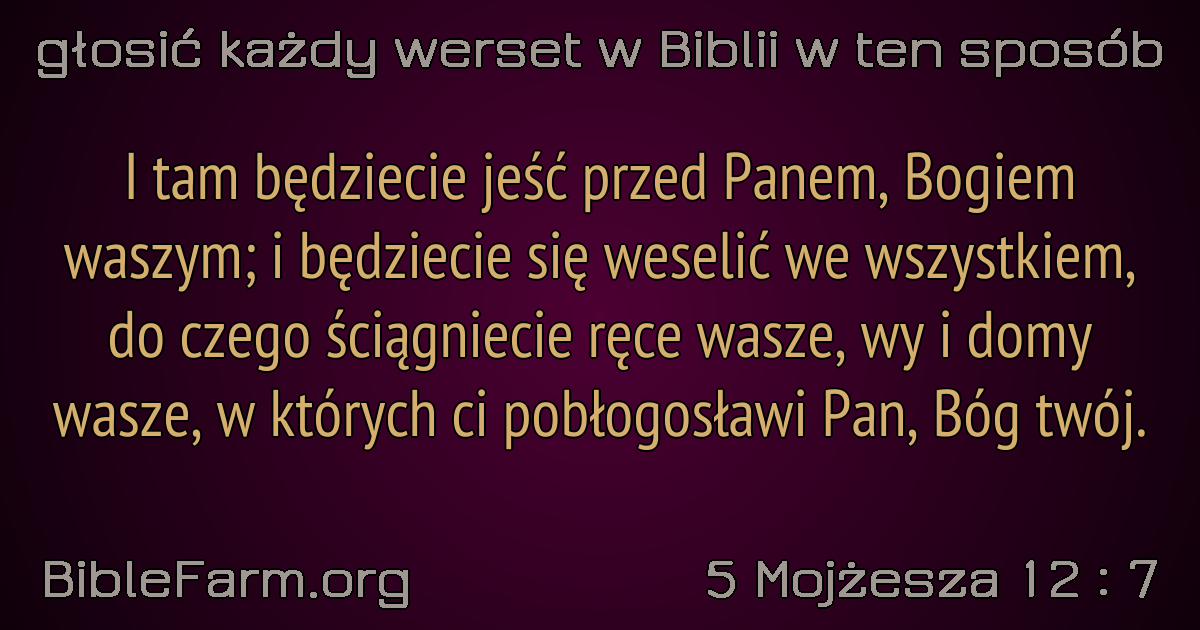 głosić każdy werset w Biblii w ten sposób
I tam będziecie jeść przed Panem, Bogiem
waszym; i będziecie się weselić we wszystkiem,
do czego ściągniecie ręce wasze, wy i domy
wasze, w których ci pobłogosławi Pan, Bóg twój.
BibleFarm.org
5 Mojżesza 12 : 7